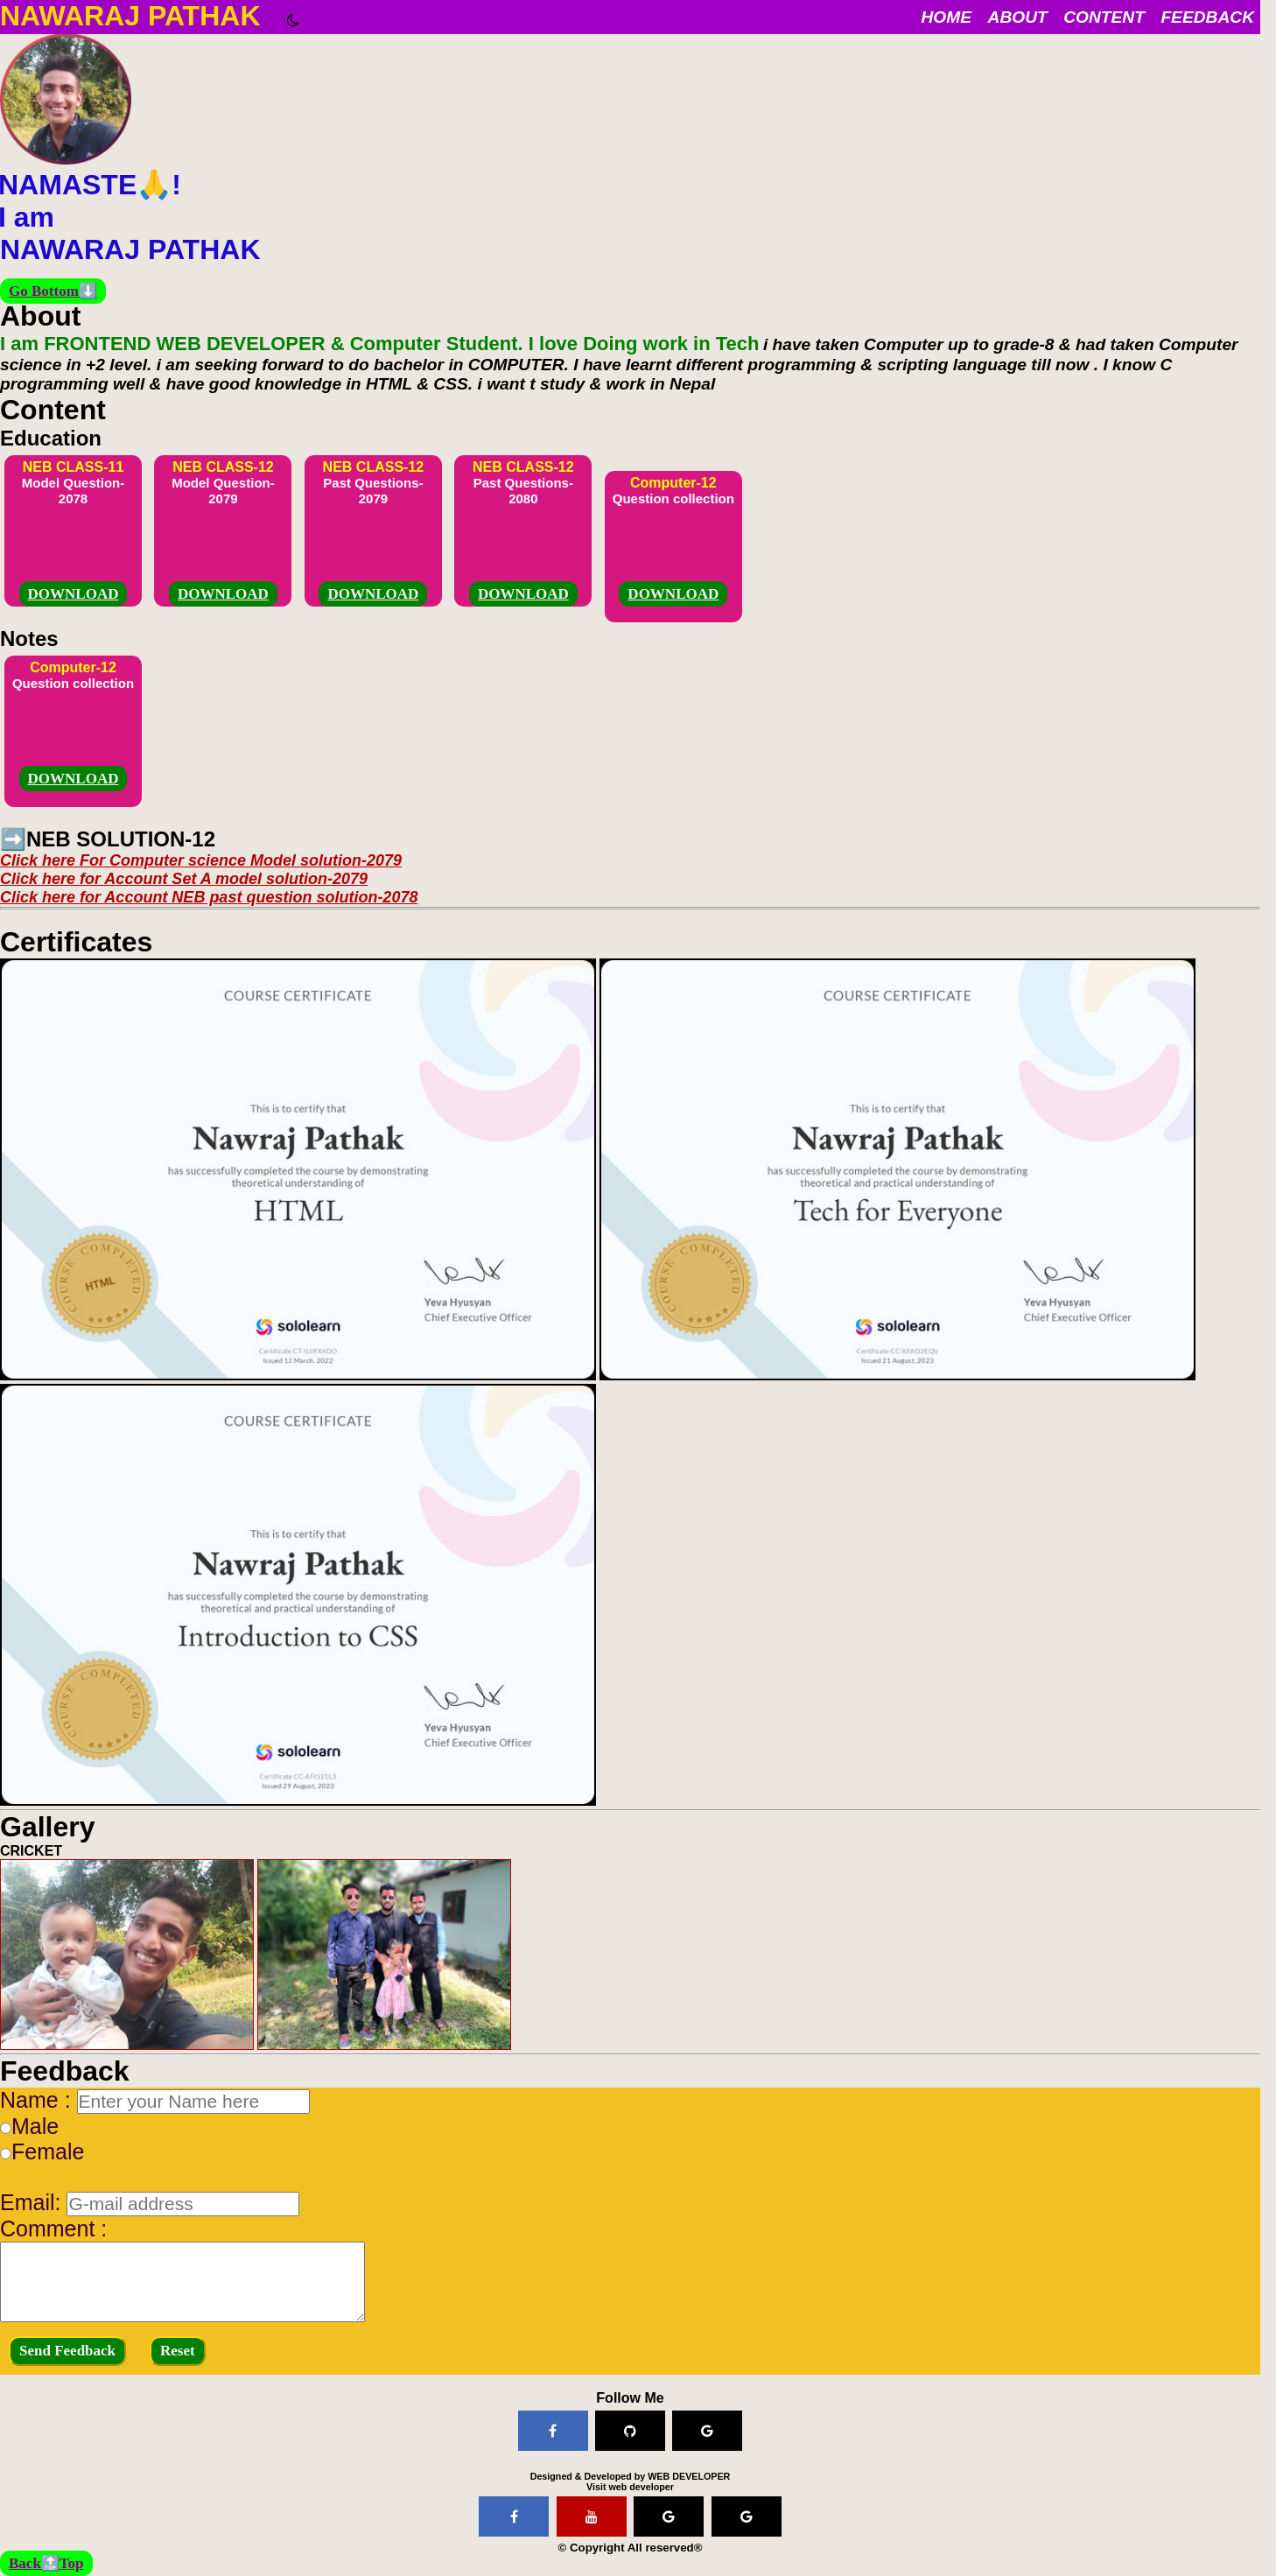 NAWARAJ PATHAK
HOME ABOUT CONTENT FEEDBACK
NAMASTE🙏!
I am
NAWARAJ PATHAK
Go Bottom⬇️
About
I am FRONTEND WEB DEVELOPER & Computer Student. I love Doing work in Tech i have taken Computer up to grade-8 & had taken Computer
science in +2 level. i am seeking forward to do bachelor in COMPUTER. I have learnt different programming & scripting language till now . I know C
programming well & have good knowledge in HTML & CSS. i want t study & work in Nepal
Content
Education
NEB CLASS-11
Model Question-
2078
DOWNLOAD
NEB CLASS-12
Model Question-
2079
DOWNLOAD
NEB CLASS-12
Past Questions-
2079
DOWNLOAD
NEB CLASS-12
Past Questions-
2080
DOWNLOAD
Computer-12
Question collection
DOWNLOAD
Notes
Computer-12
Question collection
DOWNLOAD
➡️NEB SOLUTION-12
Click here For Computer science Model solution-2079
Click here for Account Set A model solution-2079
Click here for Account NEB past question solution-2078
Certificates
COURSE CERTIFICATE
This is to certify that
Nawraj Pathak
has successfully completed the course by demonstrating
theoretical understanding of
HTML
COURSE COMPLETED
HTML
Yeva Hyusyan
Chief Executive Officer
sololearn
Issued 12 March, 2022
COURSE CERTIFICATE
This is to certify that
Nawraj Pathak
has successfully completed the course by demonstrating
theoretical and practical understanding of
Tech for Everyone
COURSE COMPLETED
Yeva Hyusyan
Chief Executive Officer
sololearn
Certificate CC-XFAD2EQV
Issued 21 August, 2023
COURSE CERTIFICATE
This is to certify that
Nawraj Pathak
has successfully completed the course by demonstrating
theoretical and practical understanding of
Introduction to CSS
COURSE COMPLETED
Yeva Hyusyan
Chief Executive Officer
sololearn
Issued 29 August, 2023
Gallery
CRICKET
Feedback
Name : Enter your Name here
Male
Female
Email: G-mail address
Comment :
Send Feedback Reset
Follow Me
Designed & Developed by WEB DEVELOPER
Visit web developer
You Tube
© Copyright All reserved®
Back🔝Top